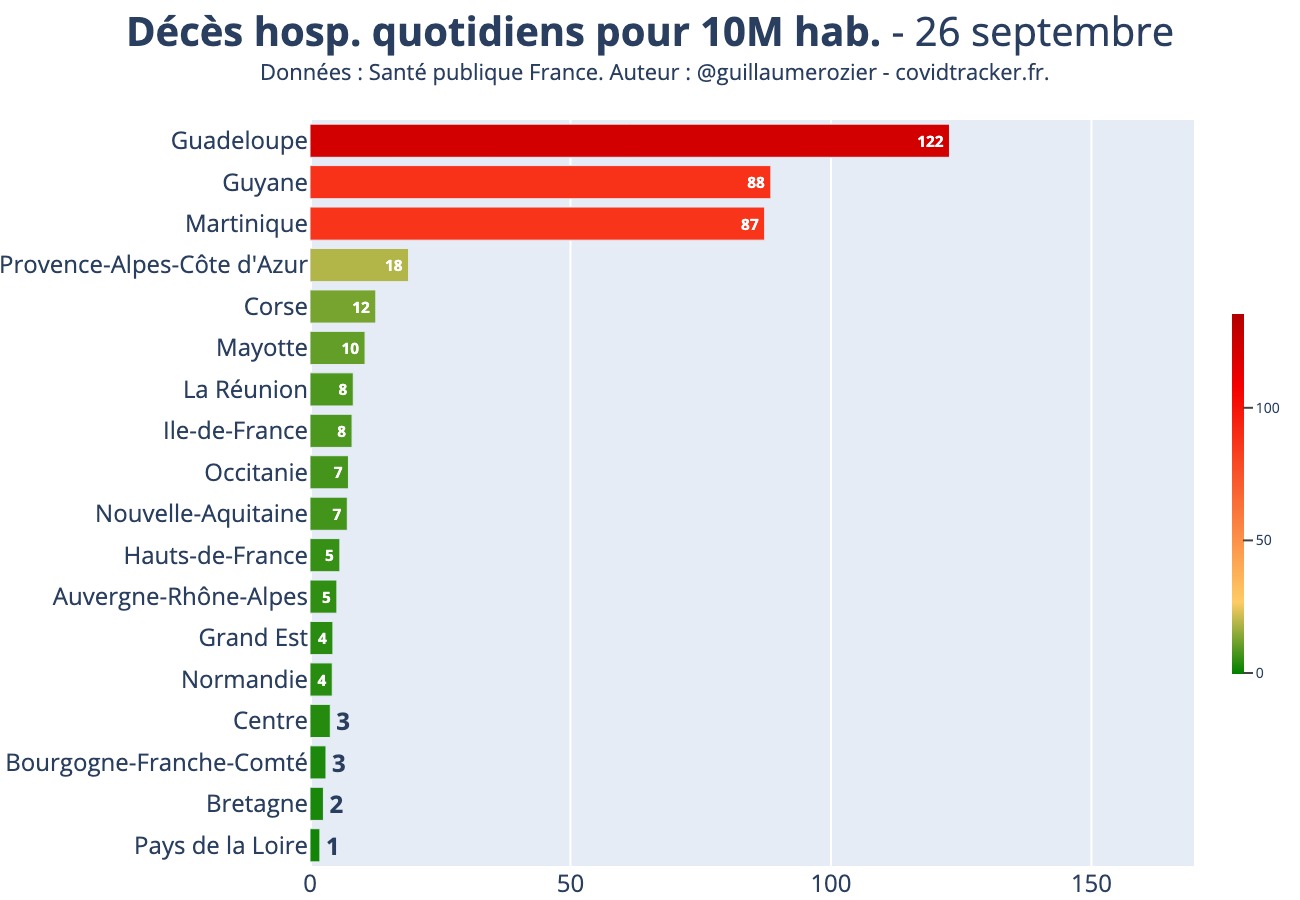 Décès hosp. quotidiens pour 10M hab. - 26 septembre
Données : Santé publique France. Auteur : @guillaumerozier - covidtracker.fr.
Guadeloupe 122
Guyane 88
Martinique 87
Provence-Alpes-Côte d'Azur 18
Corse 12
Mayotte 10
La Réunion 8
Ile-de-France 8
Occitanie 7
Nouvelle-Aquitaine 7
Hauts-de-France 5
Auvergne-Rhône-Alpes 5
Grand Est 4
Normandie 4
Centre 3
Bourgogne-Franche-Comté 3
Bretagne 2
Pays de la Loire 1
0 50 100 150
100
50
0